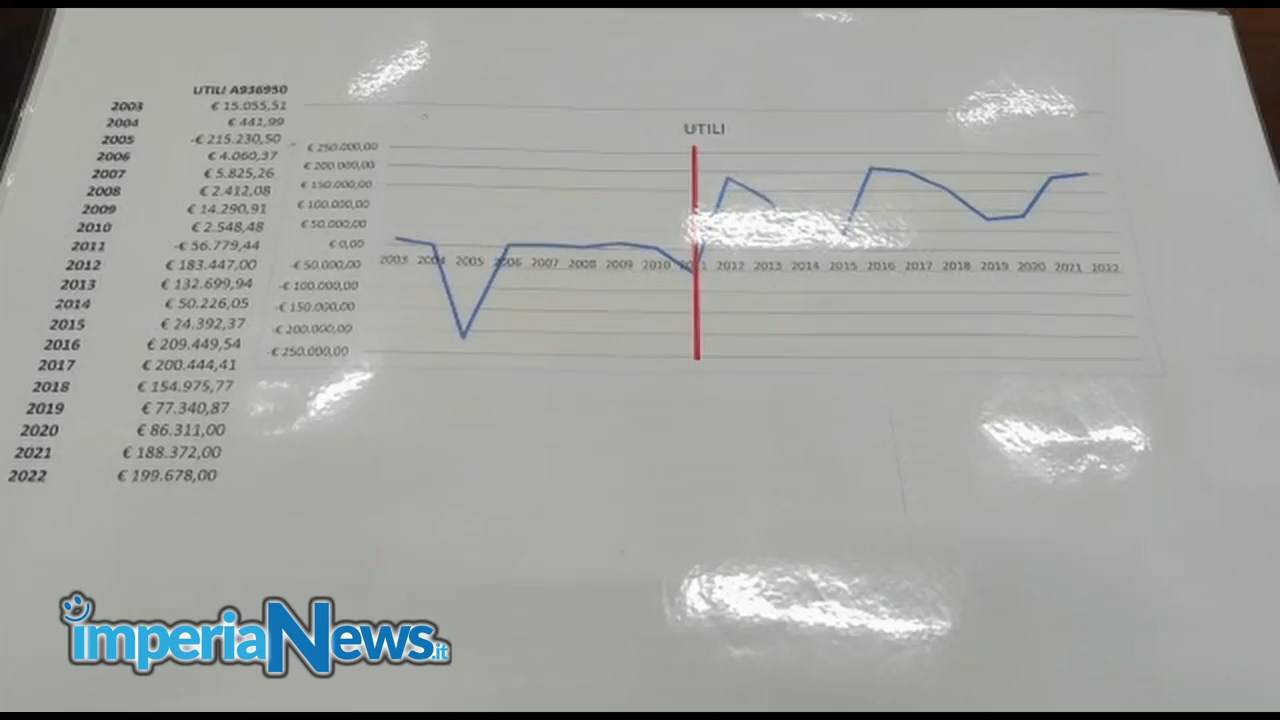 UTILI A936950
2003 € 15.055,51
2004 € 441,99
2005 -€ 215.230,50
2006 € 4.060,37
2007 € 5.825,26
2008 € 2.412,08
2009 € 14.290,91
2010 € 2.548,48
2011 -€ 56.779,44
2012 € 183.447,00
2013 € 132.699,94
2014 € 50.226,05
2015 € 24.392,37
2016 € 209.449,54
2017 € 200.444,41
2018 € 154.975,77
2019 € 77.340,87
2020 € 86.311,00
2021 € 188.372,00
2022 € 199.678,00
UTILI
€ 250.000,00
€ 200.000,00
€ 150.000,00
€ 100.000,00
€ 50.000,00
€ 0,00
-€ 50.000,00
-€ 100.000,00
-€ 150.000,00
-€ 200.000,00
-€ 250.000,00
2003 2004 2005 2006 2007 2008 2009 2010 2011 2012 2013 2014 2015 2016 2017 2018 2019 2020 2021 2022
imperiaNews.it